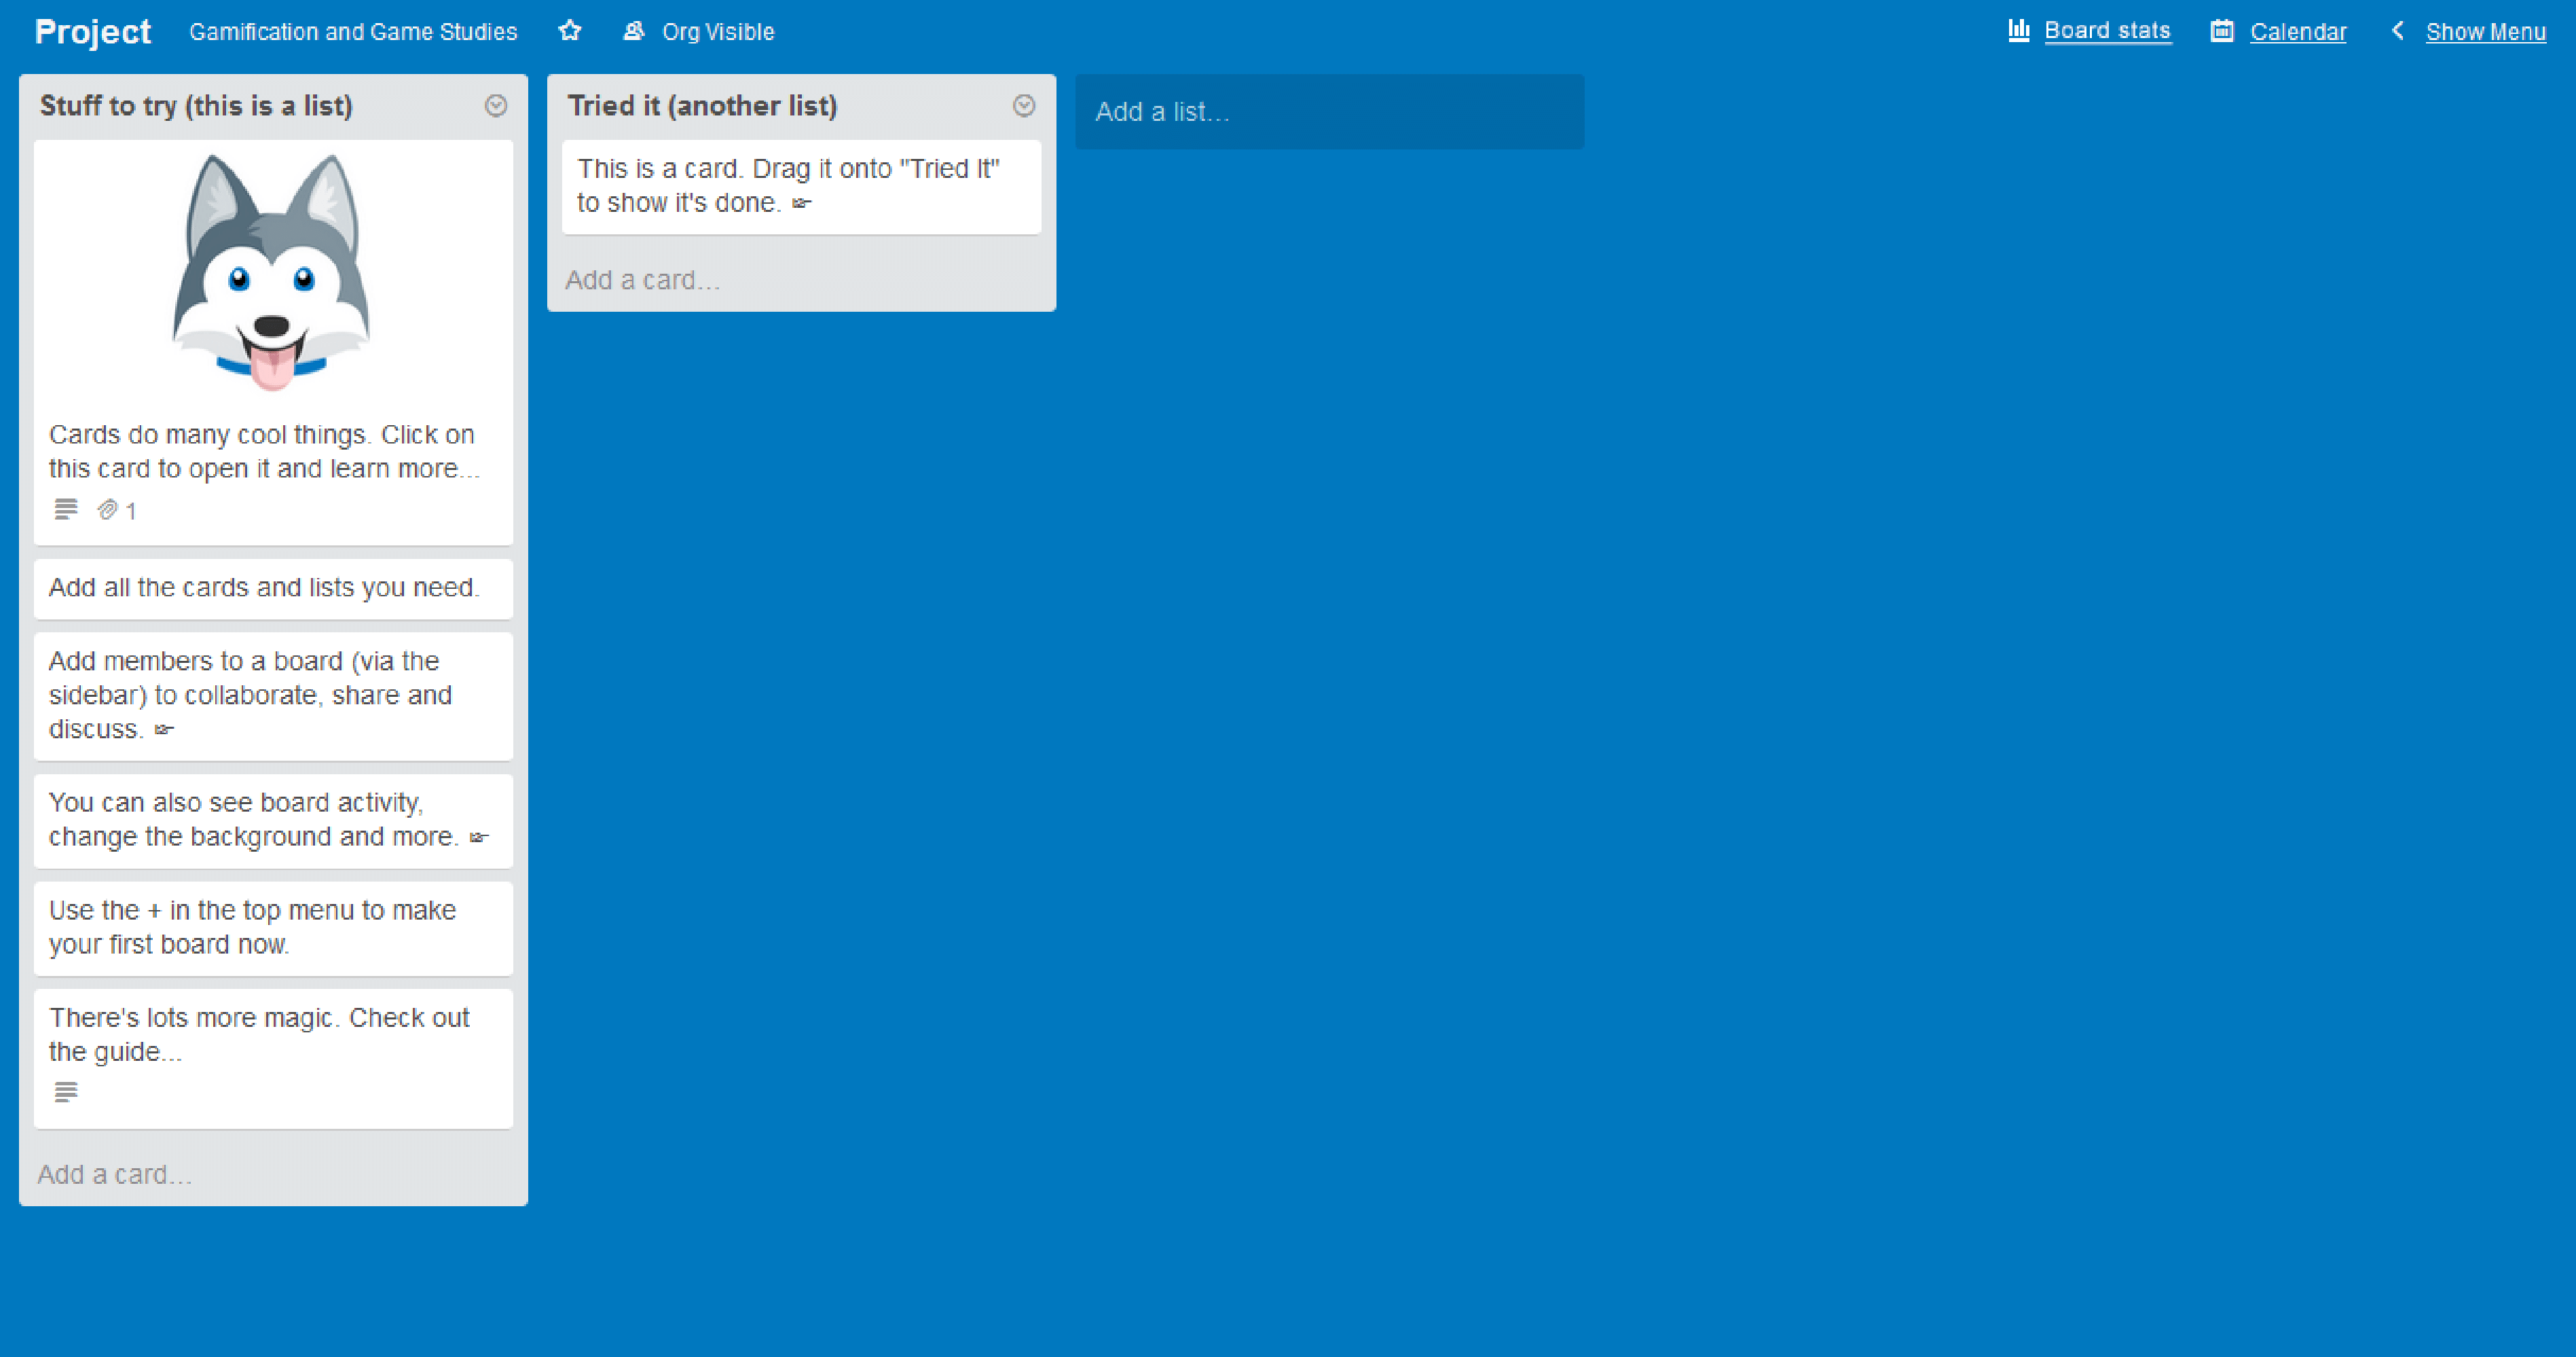 Project Gamification and Game Studies Org Visible Board stats Calendar Show Menu
Stuff to try (this is a list)
Cards do many cool things. Click on
this card to open it and learn more...
1
Add all the cards and lists you need.
Add members to a board (via the
sidebar) to collaborate, share and
discuss.
You can also see board activity,
change the background and more.
Use the + in the top menu to make
your first board now.
There's lots more magic. Check out
the guide...
Add a card...
Tried it (another list)
This is a card. Drag it onto "Tried It"
to show it's done.
Add a card...
Add a list...